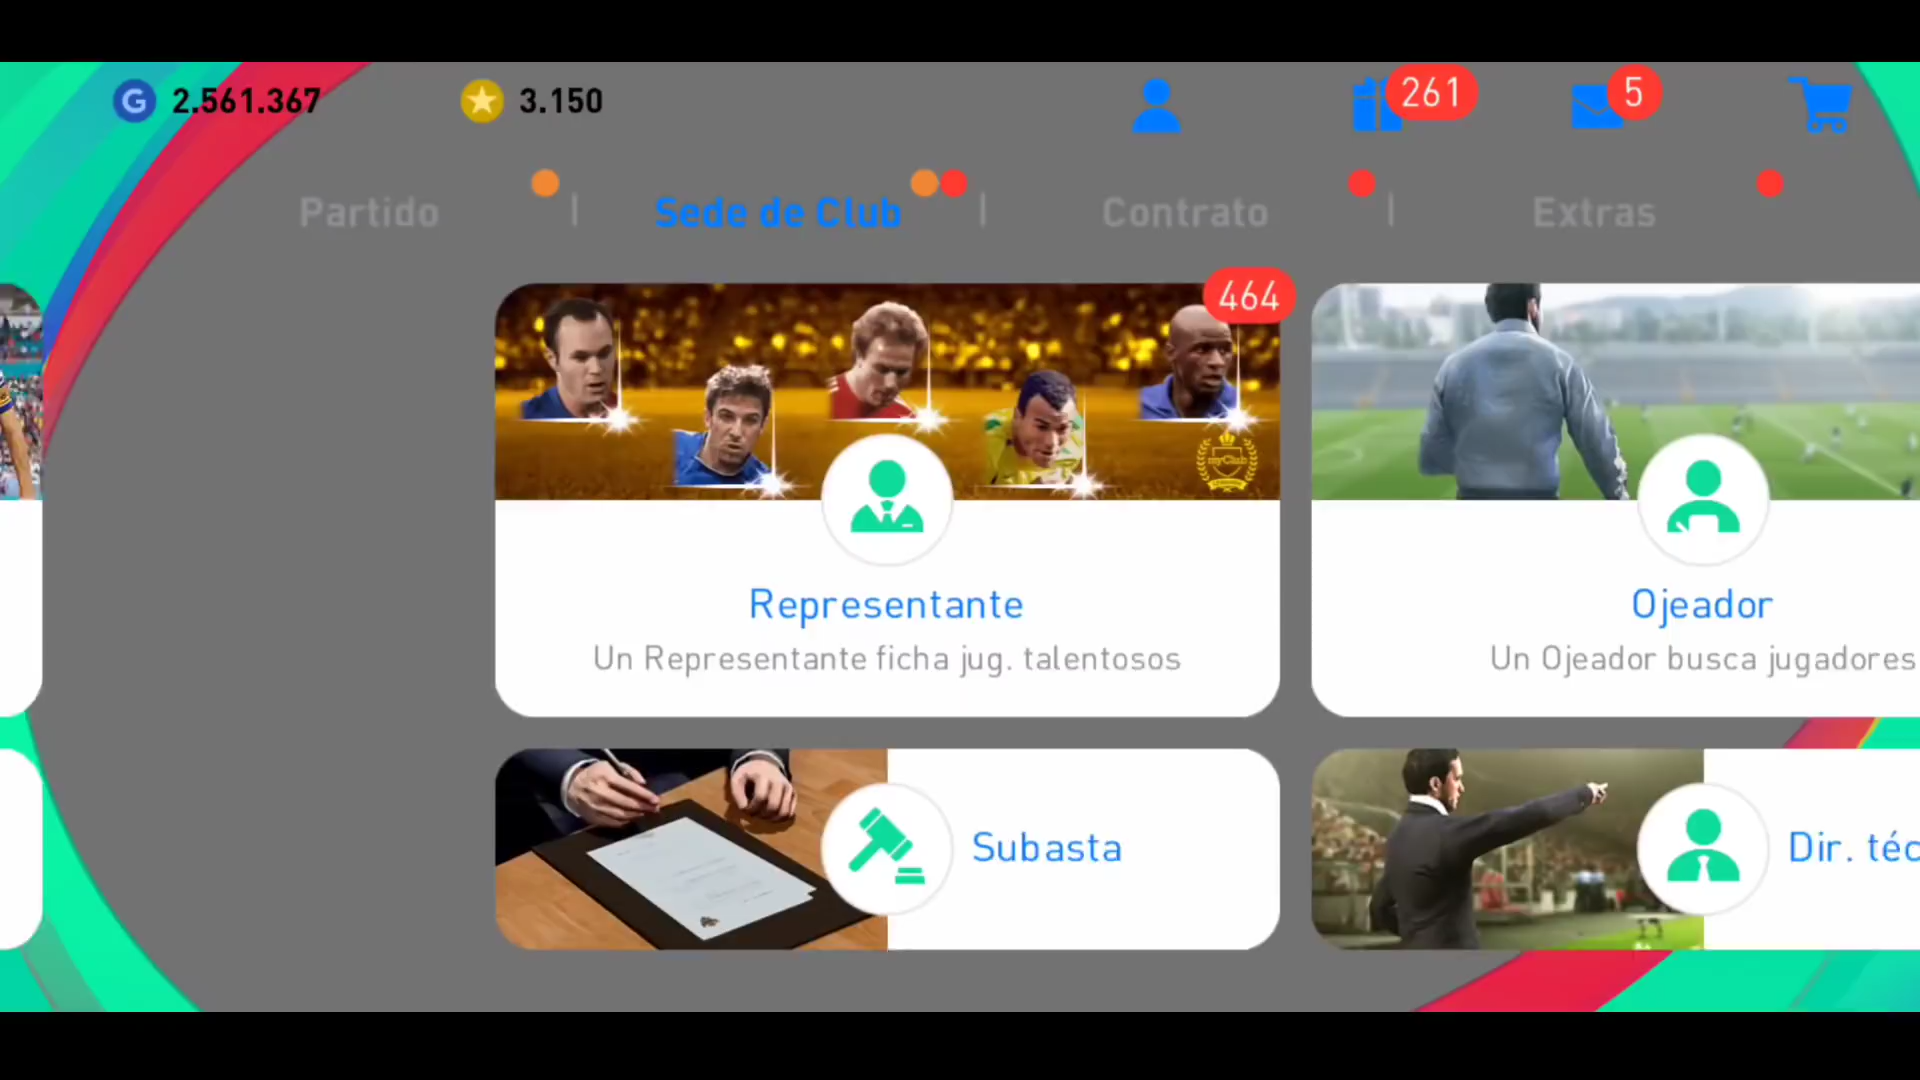 G 2.561.367
3.150
261
5
Partido | Sede de Club | Contrato | Extras
464
myClub
Representante
Un Representante ficha jug. talentosos
Ojeador
Un Ojeador busca jugadores
Subasta
Dir. téc